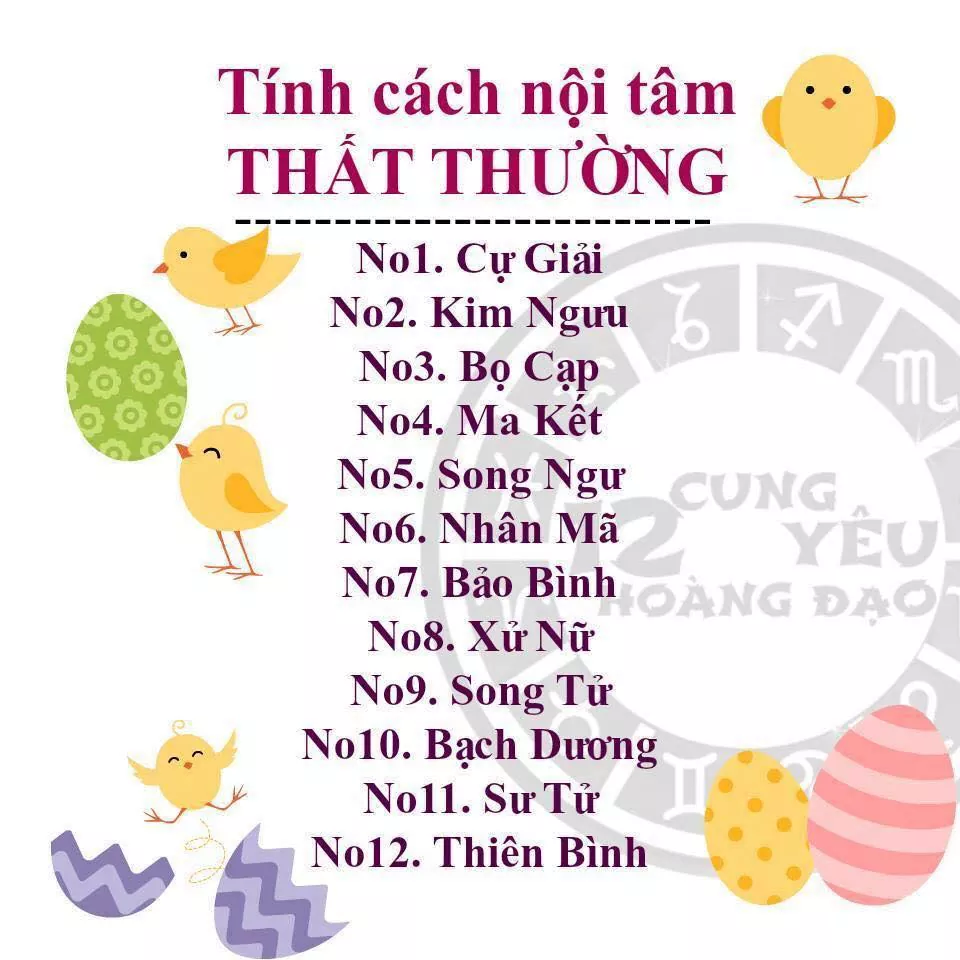 Tính cách nội tâm
THẤT THƯỜNG
No1. Cự Giải
No2. Kim Ngưu
No3. Bọ Cạp
No4. Ma Kết
No5. Song Ngư
No6. Nhân Mã
No7. Bảo Bình
No8. Xử Nữ
No9. Song Tử
No10. Bạch Dương
No11. Sư Tử
No12. Thiên Bình
CUNG
12 YÊU
HOÀNG ĐẠO